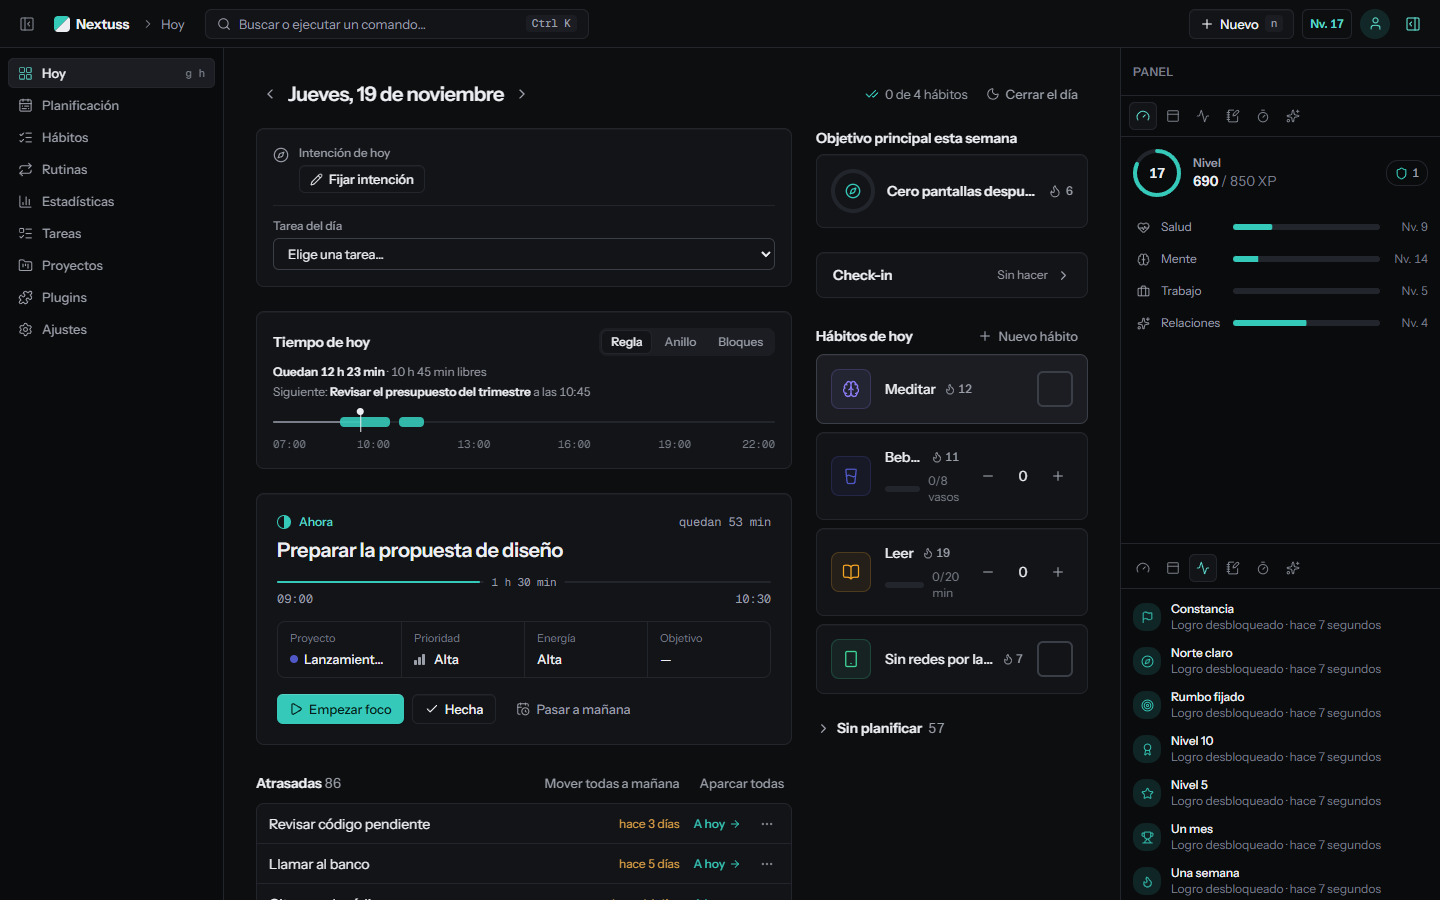 Nextuss
Hoy
Buscar o ejecutar un comando...
Ctrl K
Nuevo
n
Nv. 17
Hoy
g h
Planificación
Hábitos
Rutinas
Estadísticas
Tareas
Proyectos
Plugins
Ajustes
Jueves, 19 de noviembre
0 de 4 hábitos
Cerrar el día
Intención de hoy
Fijar intención
Tarea del día
Elige una tarea...
Tiempo de hoy
Regla
Anillo
Bloques
Quedan 12 h 23 min · 10 h 45 min libres
Siguiente: Revisar el presupuesto del trimestre a las 10:45
07:00
10:00
13:00
16:00
19:00
22:00
Ahora
quedan 53 min
Preparar la propuesta de diseño
1 h 30 min
09:00
10:30
Proyecto
Lanzamient...
Prioridad
Alta
Energía
Alta
Objetivo
—
Empezar foco
Hecha
Pasar a mañana
Atrasadas 86
Mover todas a mañana
Aparcar todas
Revisar código pendiente
hace 3 días
A hoy
Llamar al banco
hace 5 días
A hoy
Objetivo principal esta semana
Cero pantallas despu...
6
Check-in
Sin hacer
Hábitos de hoy
Nuevo hábito
Meditar
12
Beb...
11
0/8
vasos
0
Leer
19
0/20
min
0
Sin redes por la...
7
Sin planificar 57
PANEL
17
Nivel
690 / 850 XP
1
Salud
Nv. 9
Mente
Nv. 14
Trabajo
Nv. 5
Relaciones
Nv. 4
Constancia
Logro desbloqueado · hace 7 segundos
Norte claro
Logro desbloqueado · hace 7 segundos
Rumbo fijado
Logro desbloqueado · hace 7 segundos
Nivel 10
Logro desbloqueado · hace 7 segundos
Nivel 5
Logro desbloqueado · hace 7 segundos
Un mes
Logro desbloqueado · hace 7 segundos
Una semana
Logro desbloqueado · hace 7 segundos